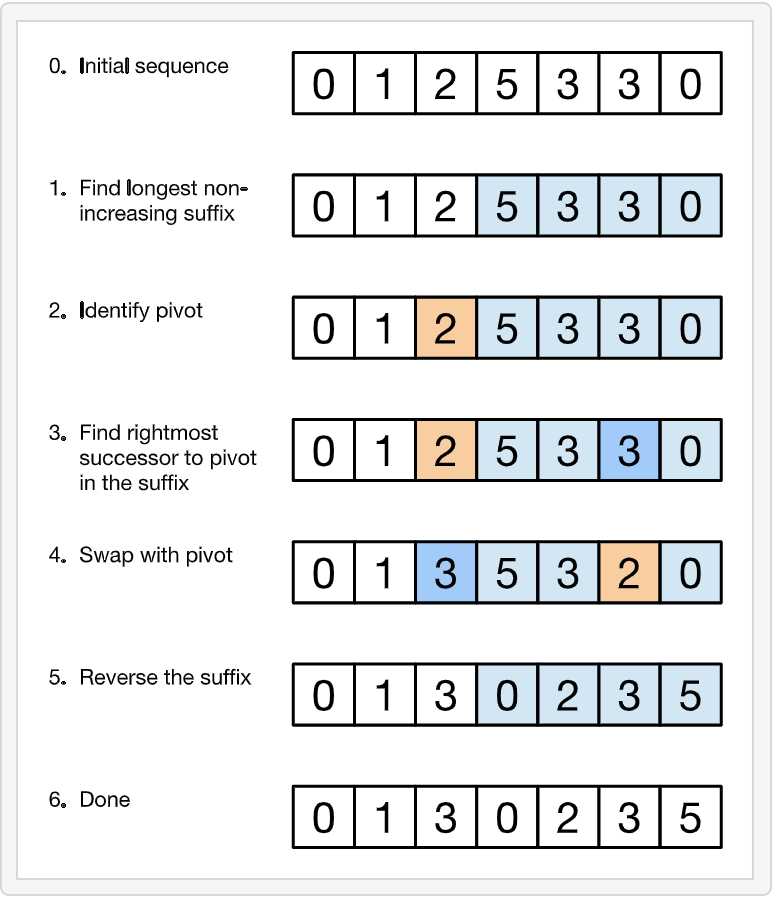 0. Initial sequence
0 1 2 5 3 3 0
1. Find longest non-
increasing suffix
0 1 2 5 3 3 0
2. Identify pivot
0 1 2 5 3 3 0
3. Find rightmost
successor to pivot
in the suffix
0 1 2 5 3 3 0
4. Swap with pivot
0 1 3 5 3 2 0
5. Reverse the suffix
0 1 3 0 2 3 5
6. Done
0 1 3 0 2 3 5